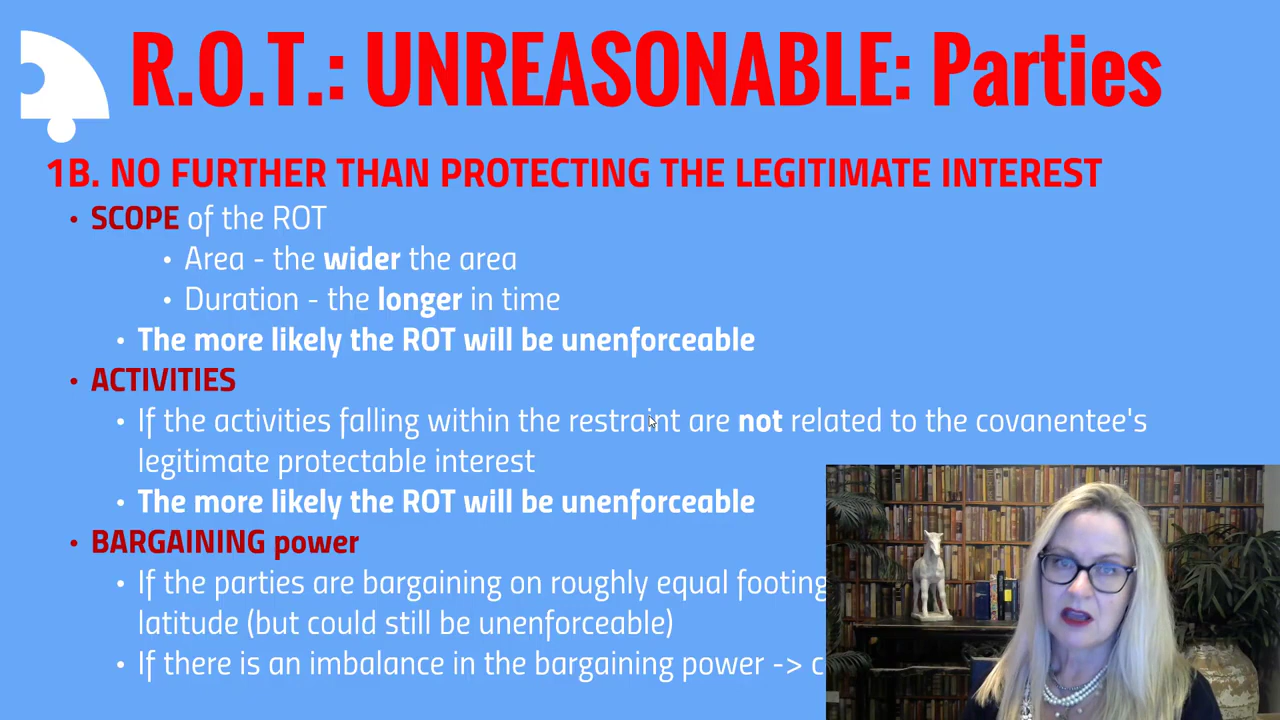 R.O.T.: UNREASONABLE: Parties
1B. NO FURTHER THAN PROTECTING THE LEGITIMATE INTEREST
• SCOPE of the ROT
• Area - the wider the area
• Duration - the longer in time
• The more likely the ROT will be unenforceable
• ACTIVITIES
• If the activities falling within the restraint are not related to the covanentee's
legitimate protectable interest
• The more likely the ROT will be unenforceable
• BARGAINING power
• If the parties are bargaining on roughly equal footing
latitude (but could still be unenforceable)
• If there is an imbalance in the bargaining power -> c